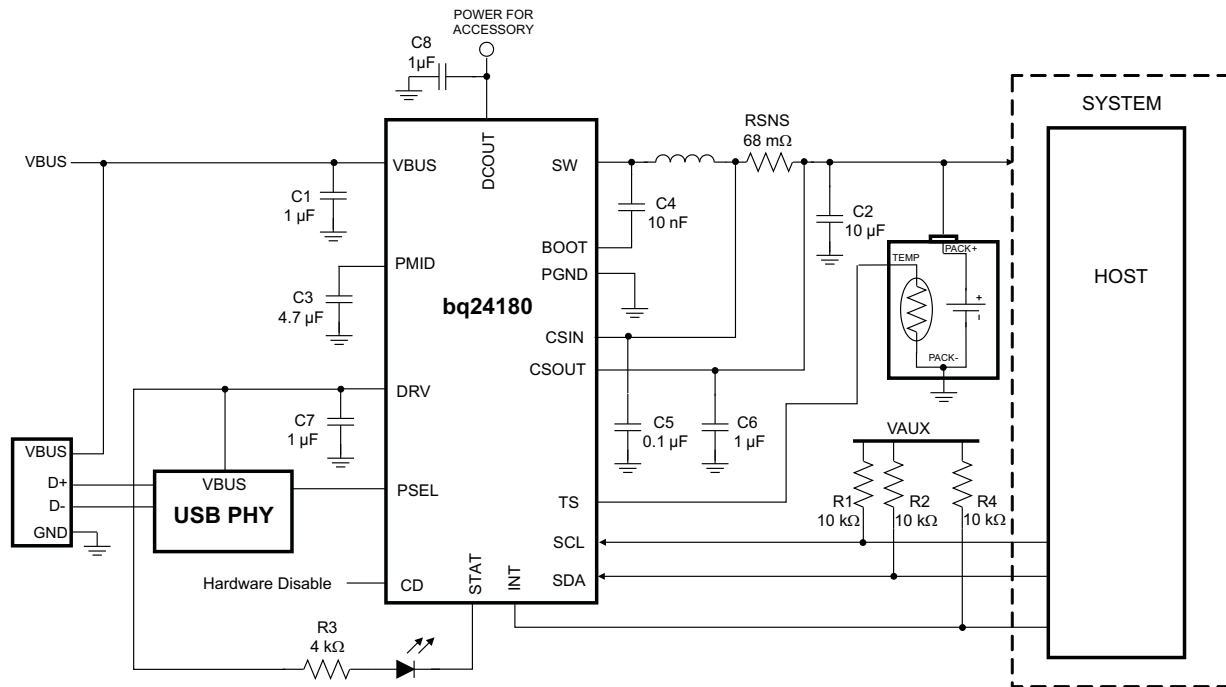 POWER FOR
ACCESSORY
C8
1µF
SYSTEM
RSNS
68 mΩ
VBUS
VBUS
DCOUT
SW
C1
1 µF
C4
10 nF
C2
10 µF
BOOT
PACK+
TEMP
PMID
PGND
HOST
C3
4.7 µF
bq24180
+
-
CSIN
PACK-
CSOUT
DRV
C7
1 µF
C5
0.1 µF
C6
1 µF
VAUX
VBUS
D+
D-
GND
VBUS
USB PHY
PSEL
TS
R1
10 kΩ
R2
10 kΩ
R4
10 kΩ
SCL
SDA
Hardware Disable
CD
STAT
INT
R3
4 kΩ